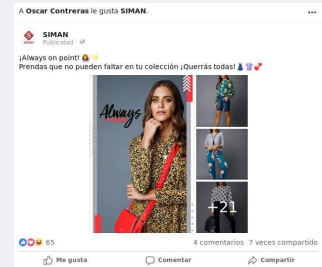 A Oscar Contreras le gusta SIMAN.
SIMAN
Publicidad ·
¡Always on point!
Prendas que no pueden faltar en tu colección ¡Querrás todas!
Always
+21
65
4 comentarios 7 veces compartido
Me gusta
Comentar
Compartir